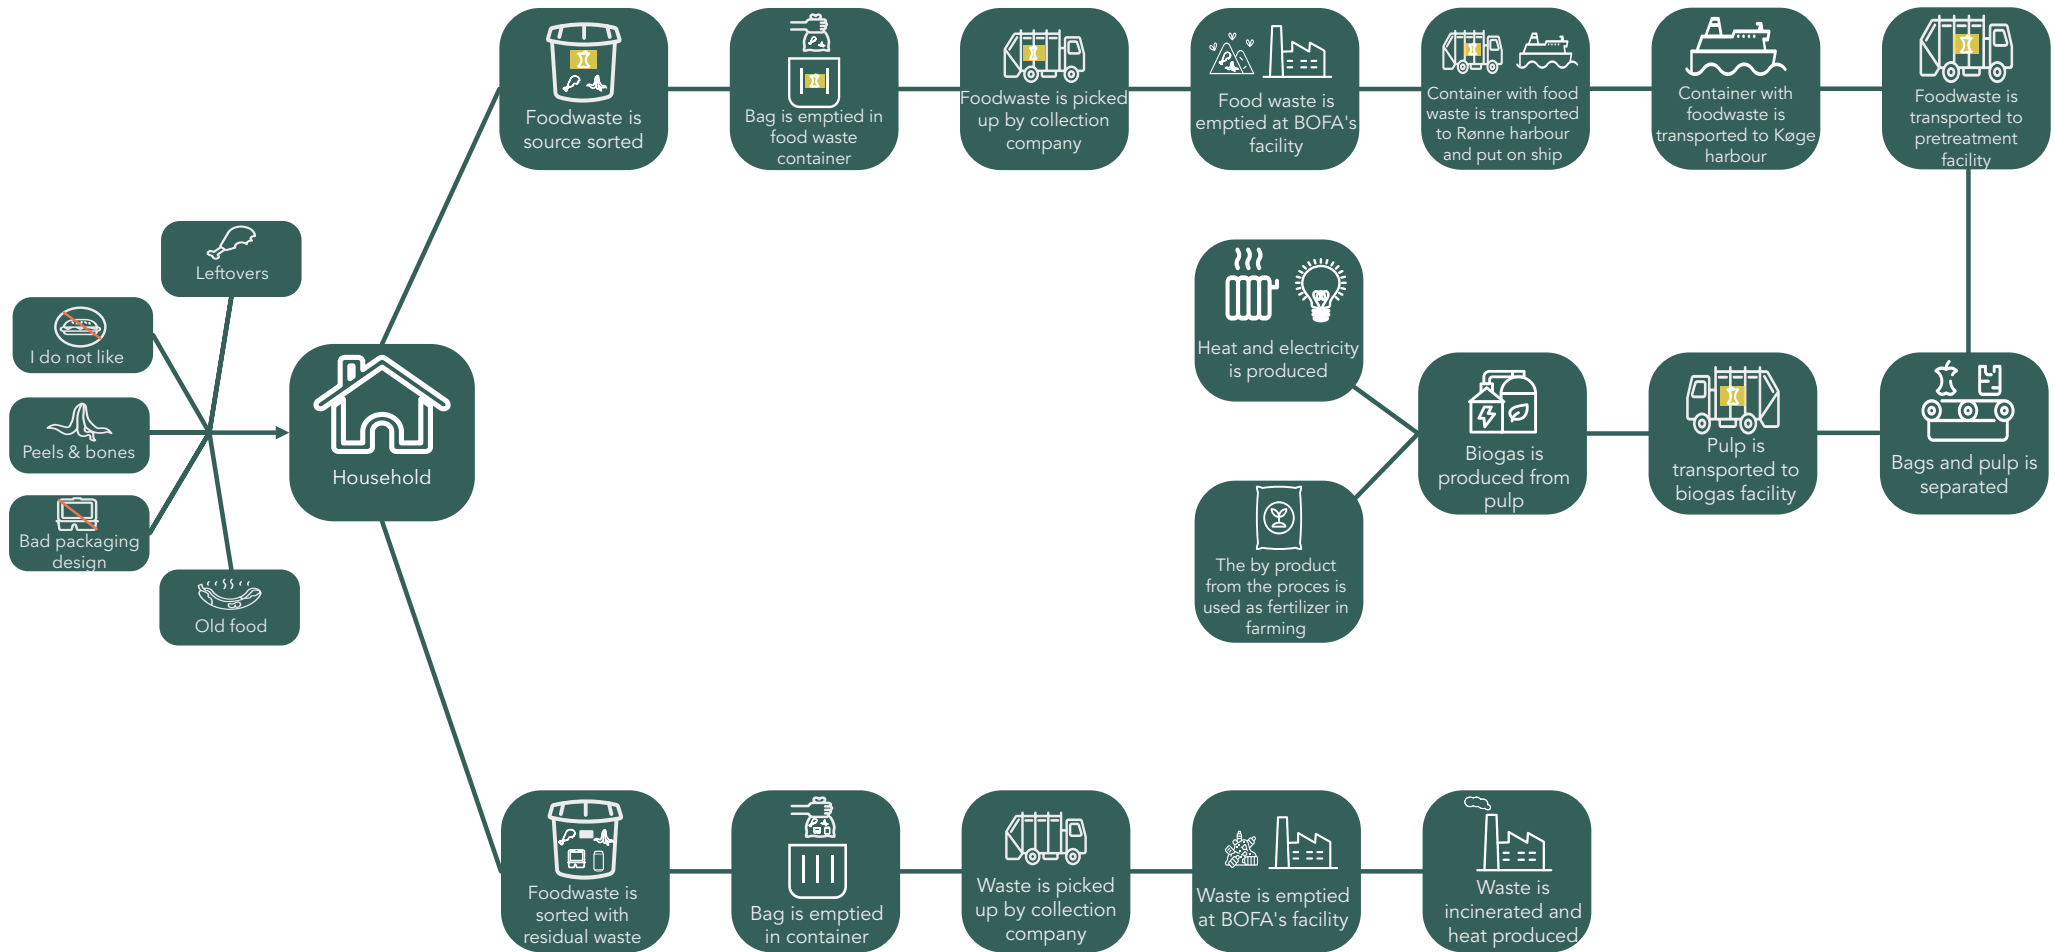 Foodwaste is
source sorted
Bag is emptied in
food waste
container
Foodwaste is picked
up by collection
company
Food waste is
emptied at BOFA's
facility
Container with food
waste is transported
to Rønne harbour
and put on ship
Container with
foodwaste is
transported to Køge
harbour
Foodwaste is
transported to
pretreatment
facility
Leftovers
I do not like
Peels & bones
Bad packaging
design
Old food
Household
Heat and electricity
is produced
The by product
from the proces is
used as fertilizer in
farming
Biogas is
produced from
pulp
Pulp is
transported to
biogas facility
Bags and pulp is
separated
Foodwaste is
sorted with
residual waste
Bag is emptied
in container
Waste is picked
up by collection
company
Waste is emptied
at BOFA's facility
Waste is
incinerated and
heat produced